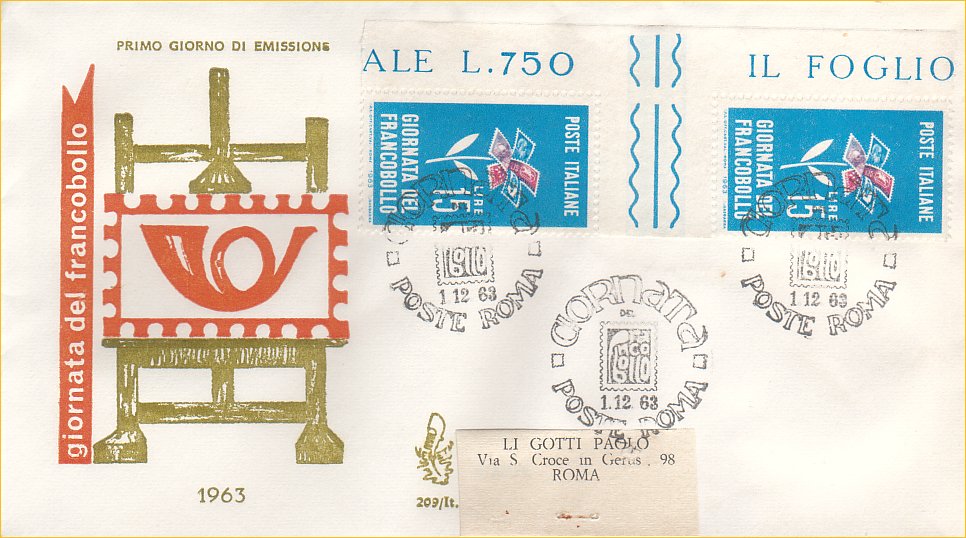 PRIMO GIORNO DI EMISSIONE
giornata del francobollo
1963
209/It.
ALE L.750
IL FOGLIO
POSTE ITALIANE
LIRE 15
GIORNATA DEL
FRANCOBOLLO
POSTE ITALIANE
LIRE 15
GIORNATA DEL
FRANCOBOLLO
GIORNATA
1 12 63
POSTE ROMA
GIORNATA
1 12 63
POSTE ROMA
GIORNATA
DEL
1.12.63
POSTE ROMA
LI GOTTI PAOLO
Via S Croce in Gerus. 98
ROMA